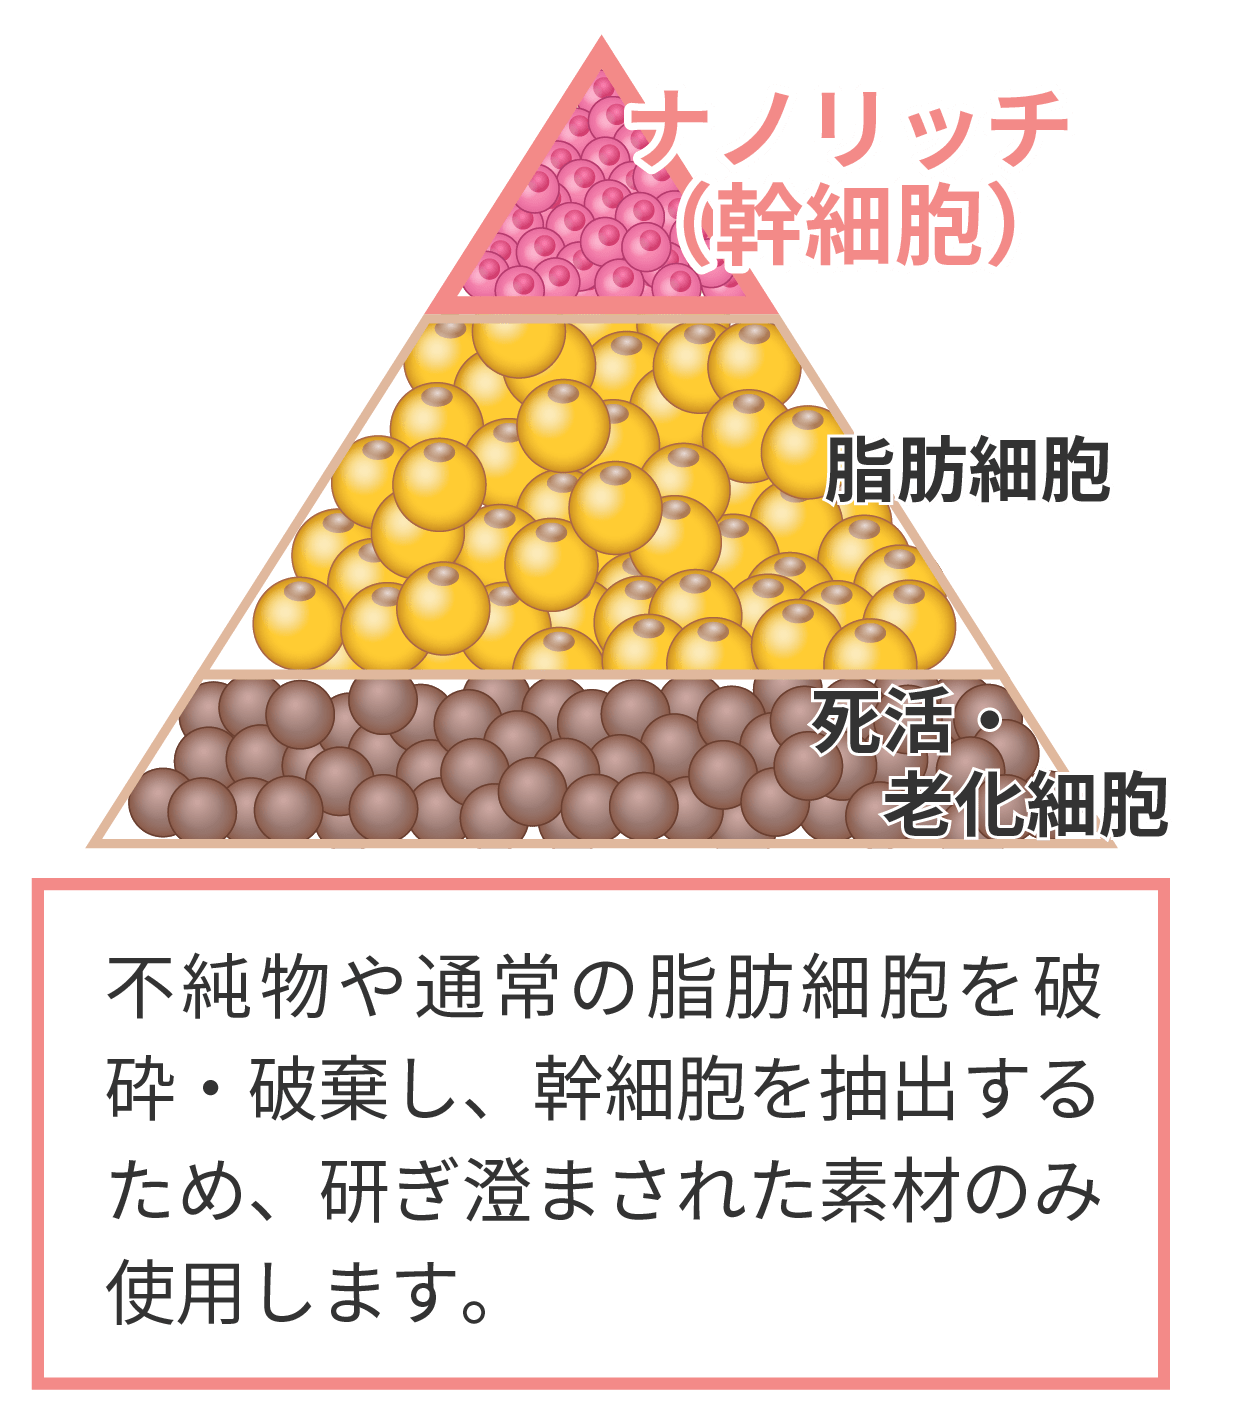 ナノリッチ
（幹細胞）
脂肪細胞
死活・
老化細胞
不純物や通常の脂肪細胞を破
砕・破棄し、幹細胞を抽出する
ため、研ぎ澄まされた素材のみ
使用します。